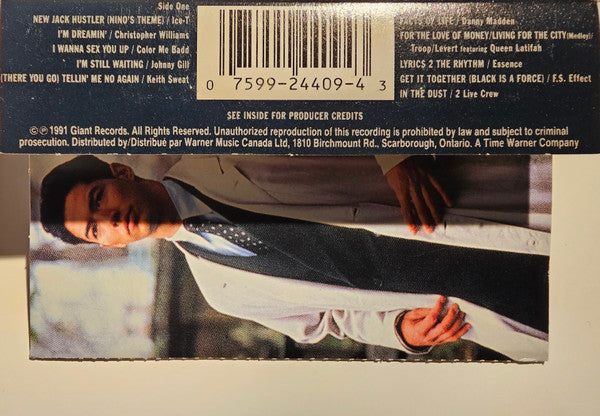 Side One
NEW JACK HUSTLER (NINO'S THEME) / Ice-T
I'M DREAMIN' / Christopher Williams
I WANNA SEX YOU UP / Color Me Badd
I'M STILL WAITING / Johnny Gill
(THERE YOU GO) TELLIN' ME NO AGAIN / Keith Sweat
0 7599-24409-4 3
FACTS OF LIFE / Danny Madden
FOR THE LOVE OF MONEY/LIVING FOR THE CITY (Medley) /
Troop/Levert featuring Queen Latifah
LYRICS 2 THE RHYTHM / Essence
GET IT TOGETHER (BLACK IS A FORCE) / F.S. Effect
IN THE DUST / 2 Live Crew
SEE INSIDE FOR PRODUCER CREDITS
©℗ 1991 Giant Records. All Rights Reserved. Unauthorized reproduction of this recording is prohibited by law and subject to criminal
prosecution. Distributed by/Distribué par Warner Music Canada Ltd, 1810 Birchmount Rd., Scarborough, Ontario. A Time Warner Company